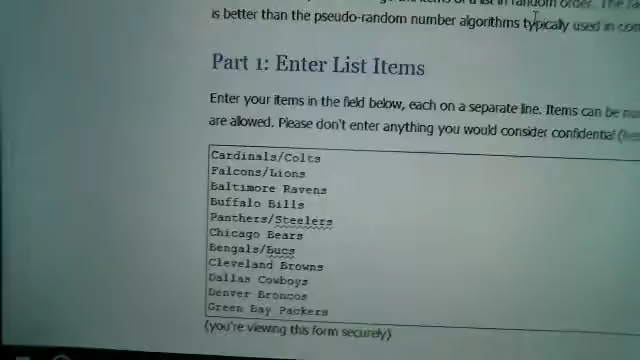 is better than the pseudo-random number algorithms typically used in
Part 1: Enter List Items
Enter your items in the field below, each on a separate line. Items can be
are allowed. Please don't enter anything you would consider confidential
Cardinals/Colts
Falcons/Lions
Baltimore Ravens
Buffalo Bills
Panthers/Steelers
Chicago Bears
Bengals/Bucs
Cleveland Browns
Dallas Cowboys
Denver Broncos
Green Bay Packers
(you're viewing this form securely)